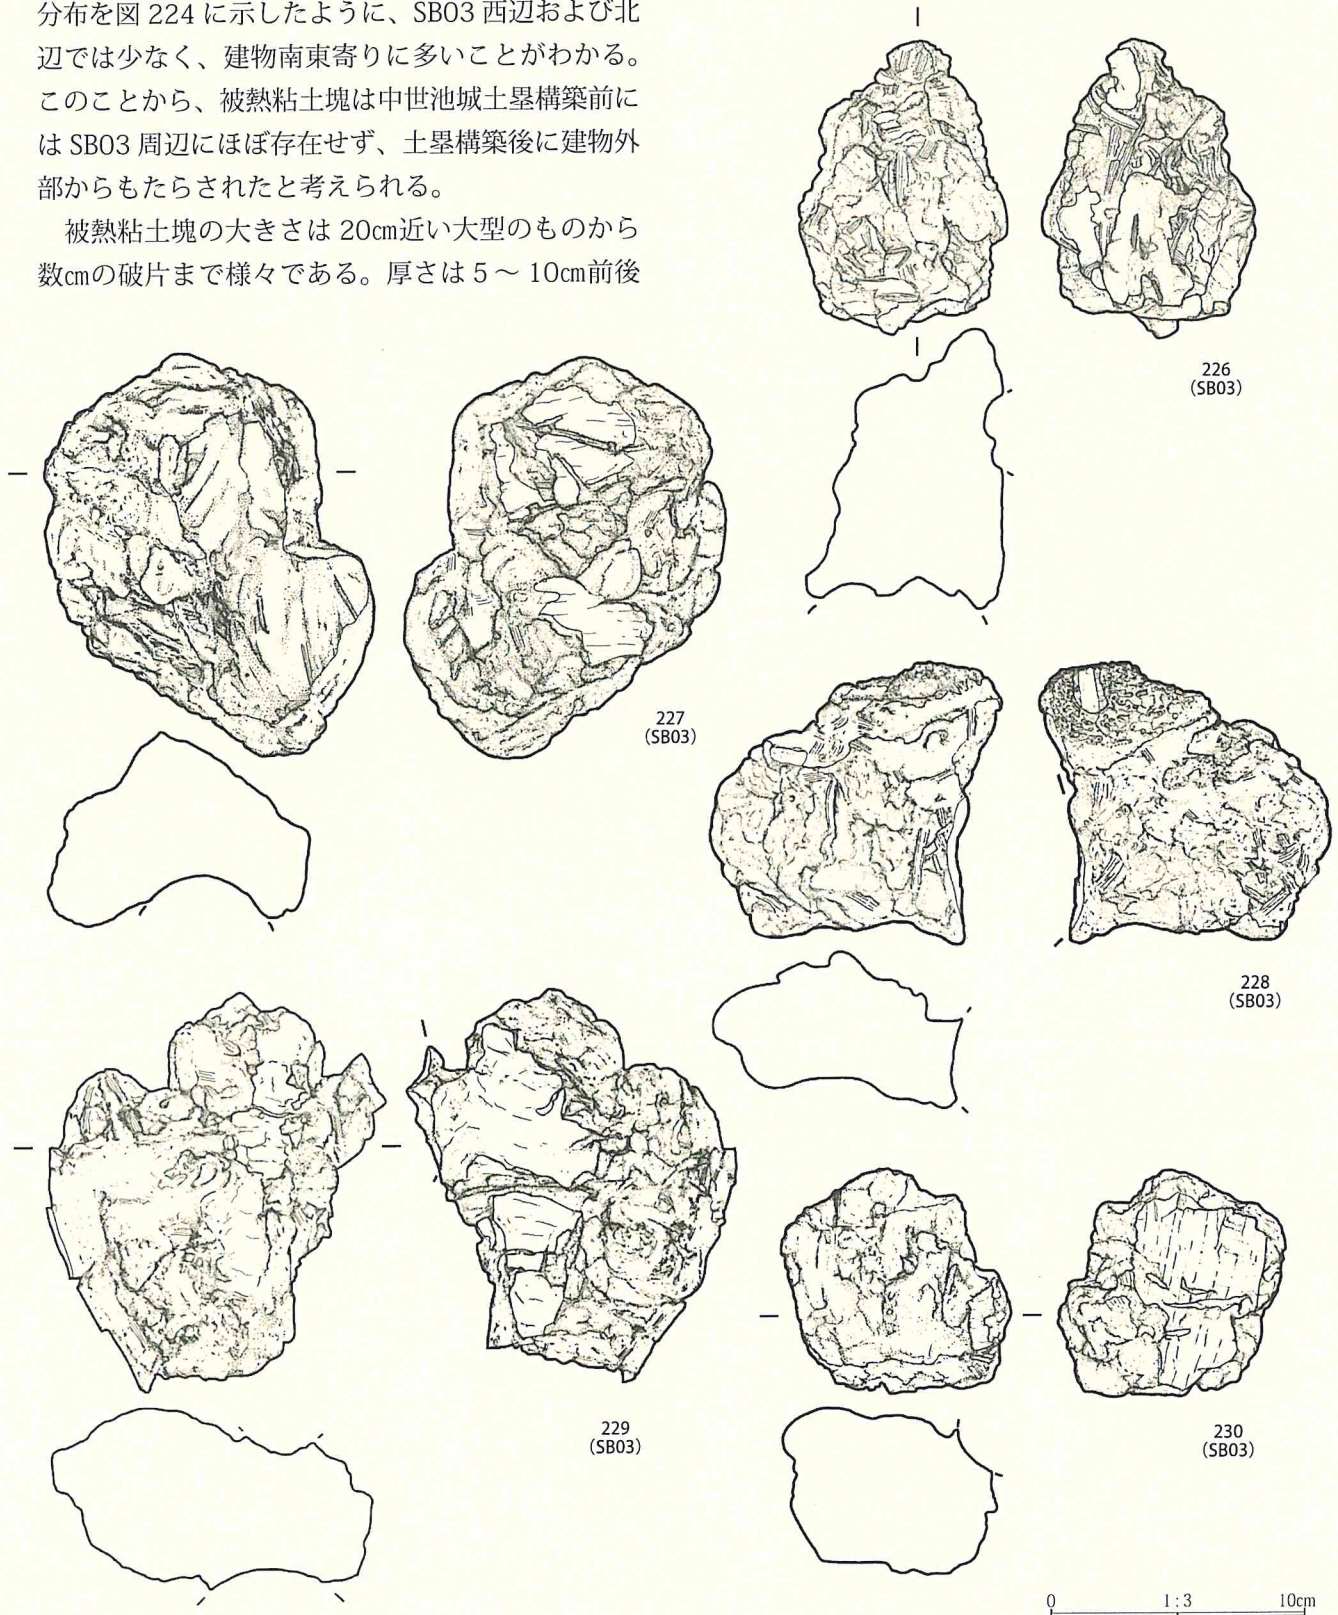 分布を図 224 に示したように、SB03 西辺および北
辺では少なく、建物南東寄りに多いことがわかる。
このことから、被熱粘土塊は中世池城土塁構築前に
は SB03 周辺にほぼ存在せず、土塁構築後に建物外
部からもたらされたと考えられる。
被熱粘土塊の大きさは 20㎝近い大型のものから
数㎝の破片まで様々である。厚さは 5 ～ 10㎝前後
226
(SB03)
227
(SB03)
228
(SB03)
229
(SB03)
230
(SB03)
0 1 : 3 10cm